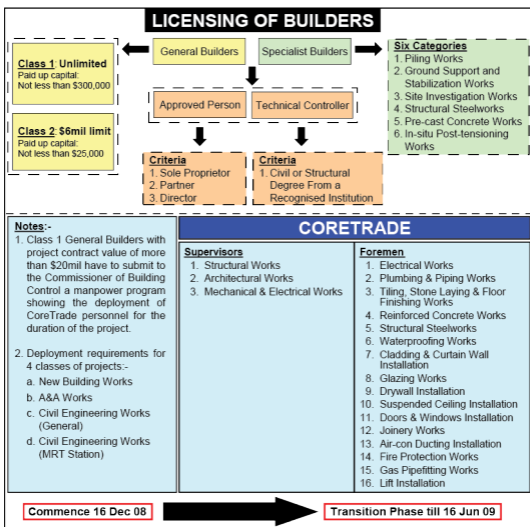 LICENSING OF BUILDERS
Class 1: Unlimited
Paid up capital:
Not less than $300,000
Class 2: $6mil limit
Paid up capital:
Not less than $25,000
General Builders
Specialist Builders
Approved Person
Technical Controller
Criteria
1. Sole Proprietor
2. Partner
3. Director
Criteria
1. Civil or Structural
Degree From a
Recognised Institution
Six Categories
1. Piling Works
2. Ground Support and
Stabilization Works
3. Site Investigation Works
4. Structural Steelworks
5. Pre-cast Concrete Works
6. In-situ Post-tensioning
Works
Notes:-
1. Class 1 General Builders with
project contract value of more
than $20mil have to submit to
the Commissioner of Building
Control a manpower program
showing the deployment of
CoreTrade personnel for the
duration of the project.
2. Deployment requirements for
4 classes of projects:-
a. New Building Works
b. A&A Works
c. Civil Engineering Works
(General)
d. Civil Engineering Works
(MRT Station)
CORETRADE
Supervisors
1. Structural Works
2. Architectural Works
3. Mechanical & Electrical Works
Foremen
1. Electrical Works
2. Plumbing & Piping Works
3. Tiling, Stone Laying & Floor
Finishing Works
4. Reinforced Concrete Works
5. Structural Steelworks
6. Waterproofing Works
7. Cladding & Curtain Wall
Installation
8. Glazing Works
9. Drywall Installation
10. Suspended Ceiling Installation
11. Doors & Windows Installation
12. Joinery Works
13. Air-con Ducting Installation
14. Fire Protection Works
15. Gas Pipefitting Works
16. Lift Installation
Commence 16 Dec 08
Transition Phase till 16 Jun 09